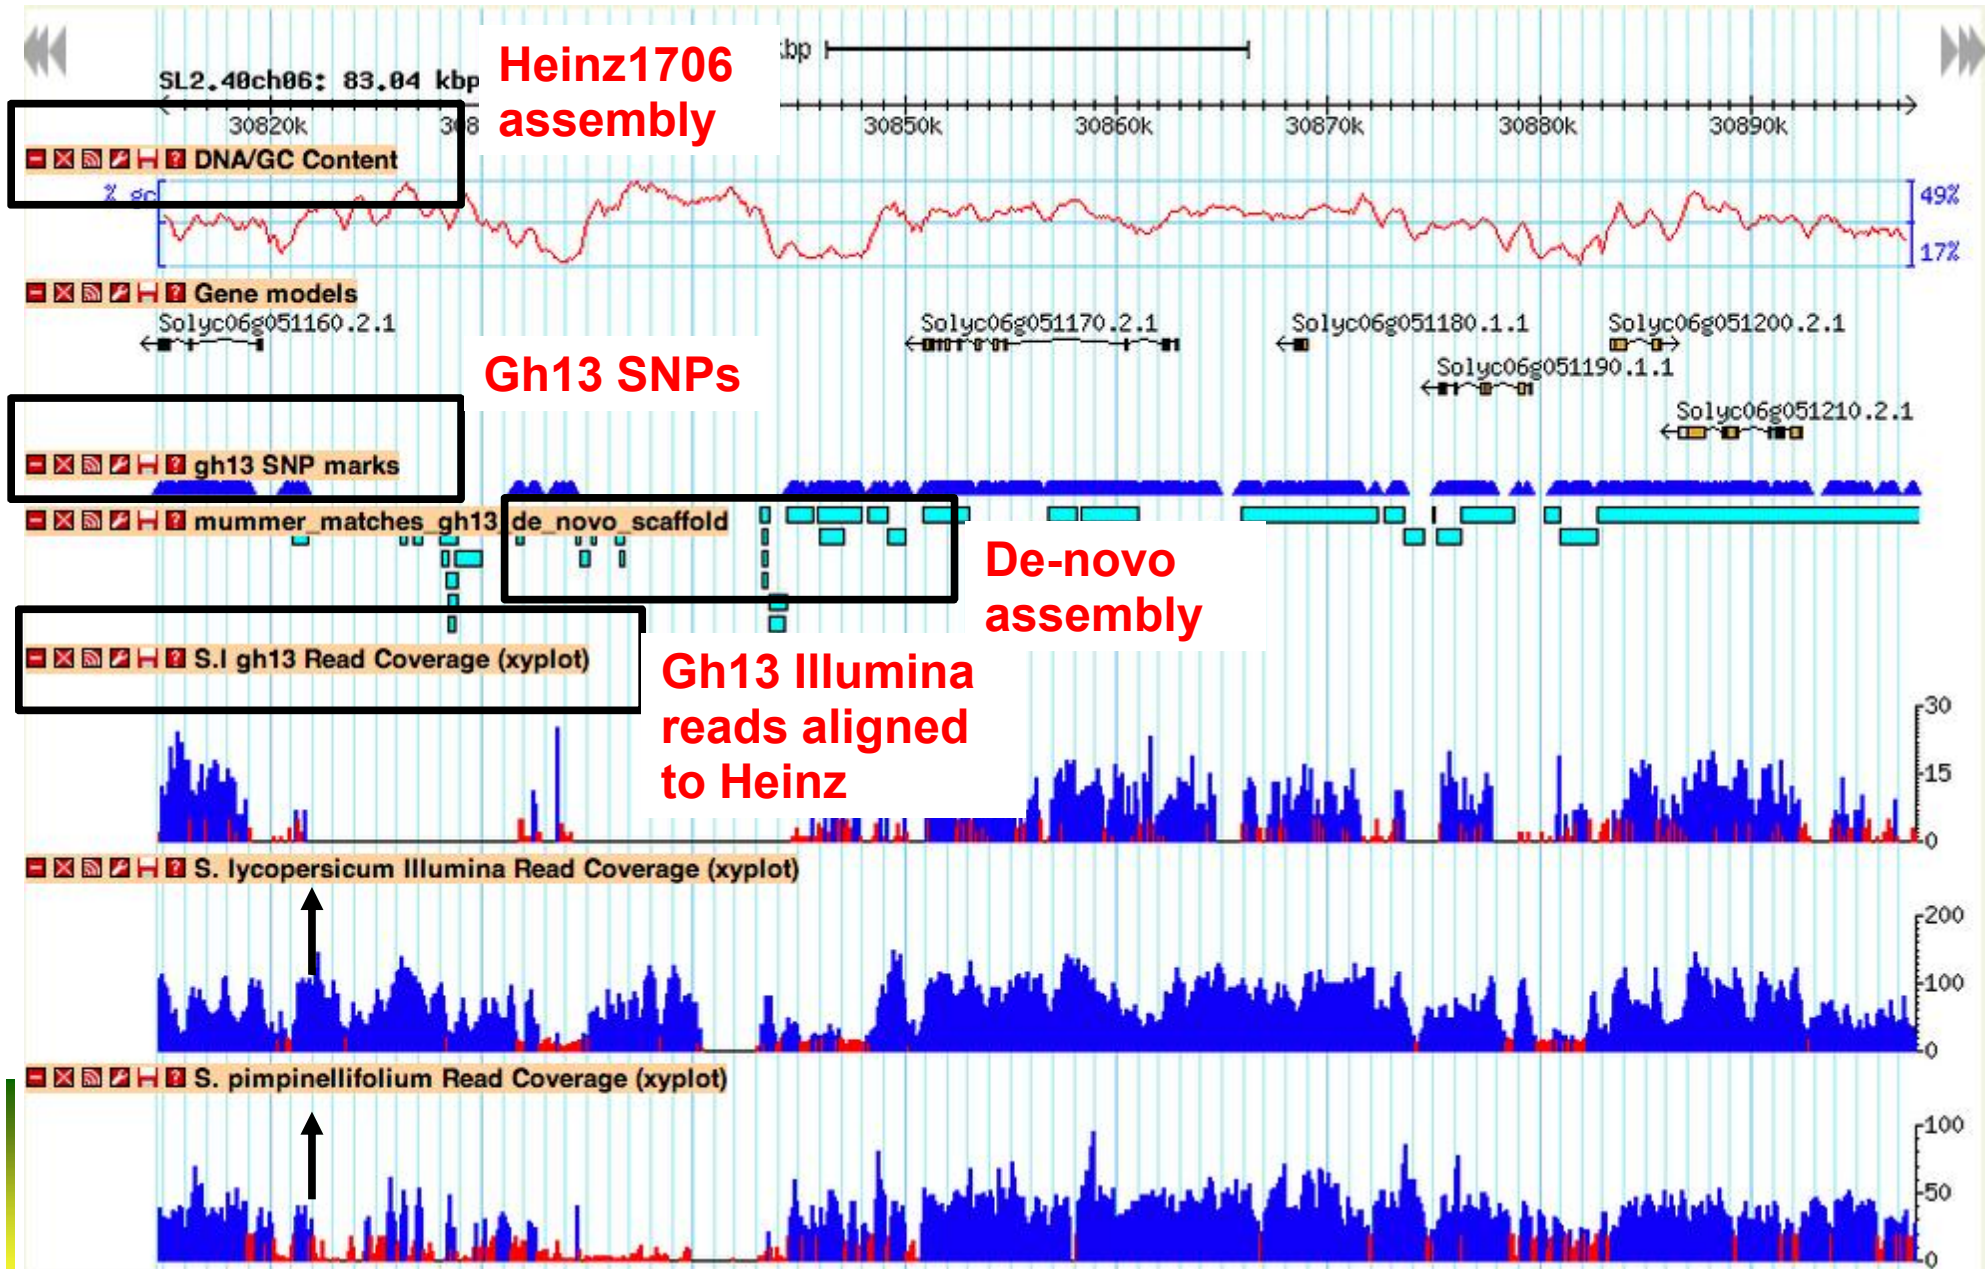 Heinz1706
assembly
kbp
SL2.40ch06: 83.04 kbp
30820k 308 30850k 30860k 30870k 30880k 30890k
DNA/GC Content
% gc
49%
17%
Gene models
Solyc06g051160.2.1 Solyc06g051170.2.1 Solyc06g051180.1.1 Solyc06g051200.2.1
Solyc06g051190.1.1
Solyc06g051210.2.1
Gh13 SNPs
gh13 SNP marks
mummer_matches_gh13_de_novo_scaffold
De-novo
assembly
S.l gh13 Read Coverage (xyplot)
Gh13 Illumina
reads aligned
to Heinz
30
15
0
S. lycopersicum Illumina Read Coverage (xyplot)
200
100
0
S. pimpinellifolium Read Coverage (xyplot)
100
50
0